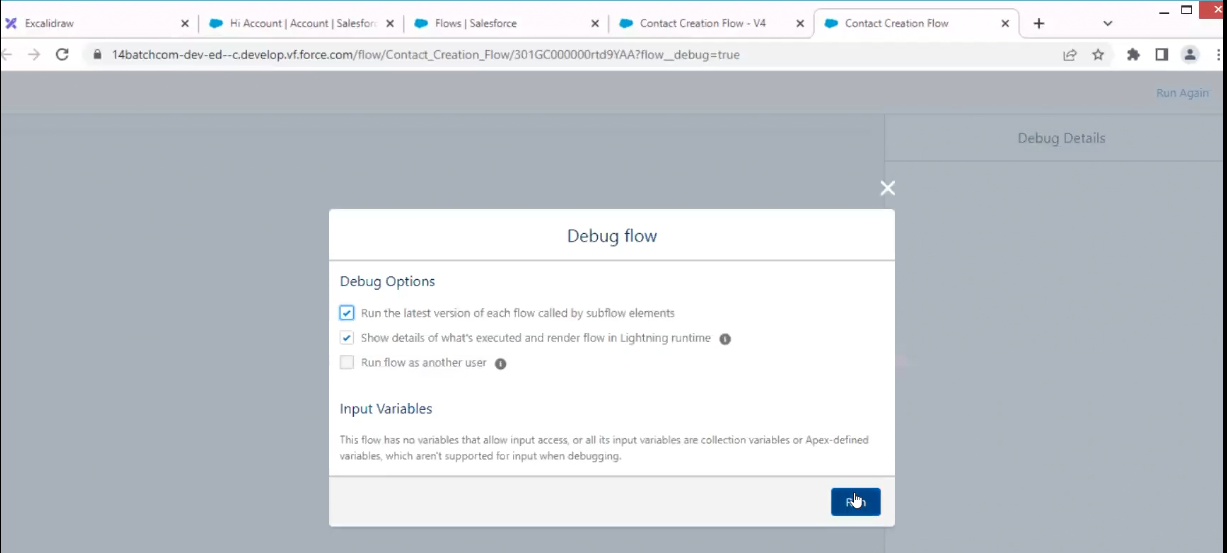 Excalidraw
Hi Account | Account | Salesfor
Flows | Salesforce
Contact Creation Flow - V4
Contact Creation Flow
14batchcom-dev-ed--c.develop.vf.force.com/flow/Contact_Creation_Flow/301GC000000rtd9YAA?flow__debug=true
Run Again
Debug Details
Debug flow
Debug Options
Run the latest version of each flow called by subflow elements
Show details of what's executed and render flow in Lightning runtime
Run flow as another user
Input Variables
This flow has no variables that allow input access, or all its input variables are collection variables or Apex-defined
variables, which aren't supported for input when debugging.
Run